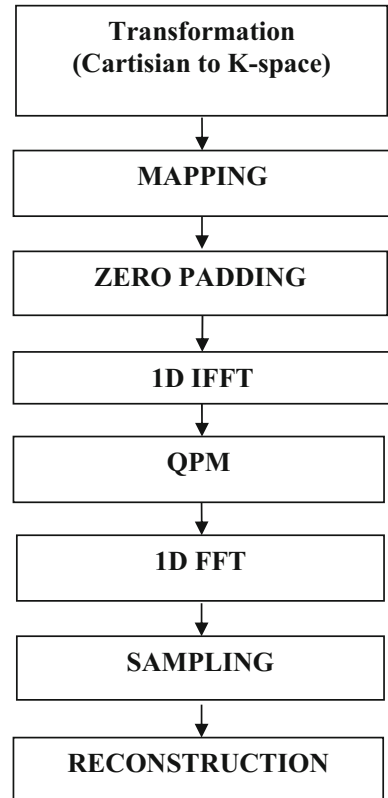 Transformation
(Cartisian to K-space)
MAPPING
ZERO PADDING
1D IFFT
QPM
1D FFT
SAMPLING
RECONSTRUCTION